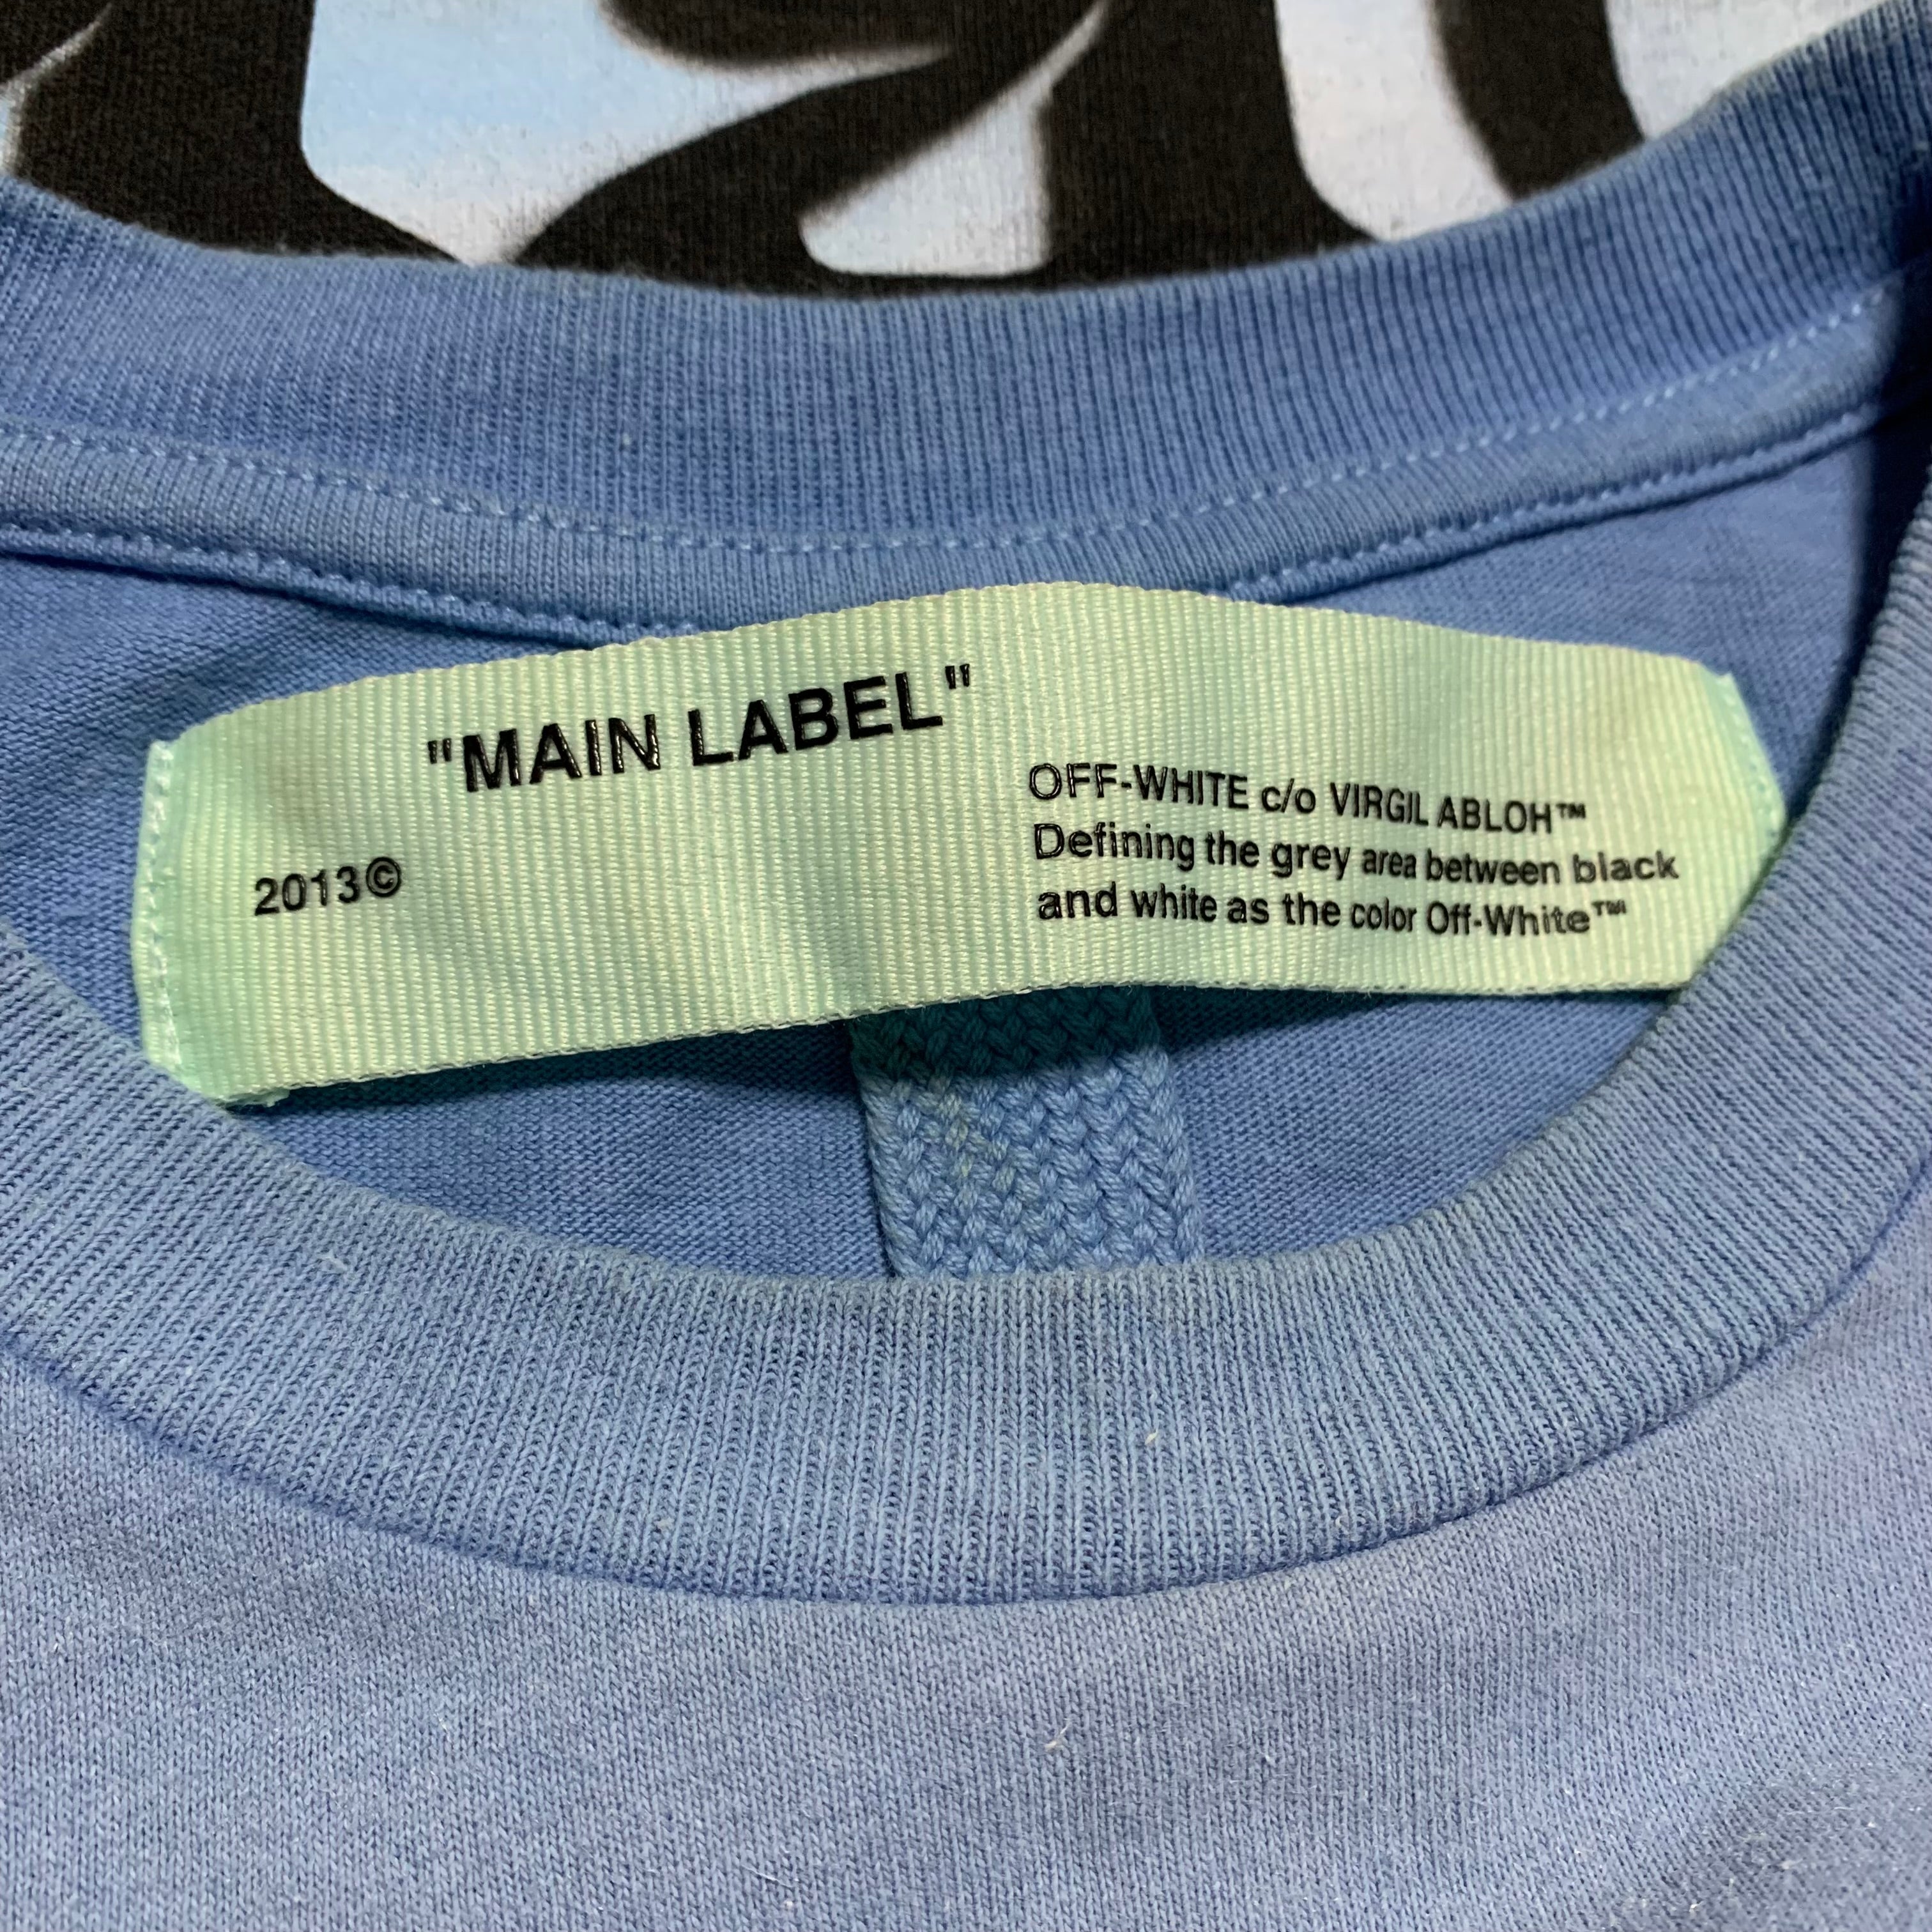 "MAIN LABEL"
2013©
OFF-WHITE c/o VIRGIL ABLOH™
Defining the grey area between black
and white as the color Off-White™